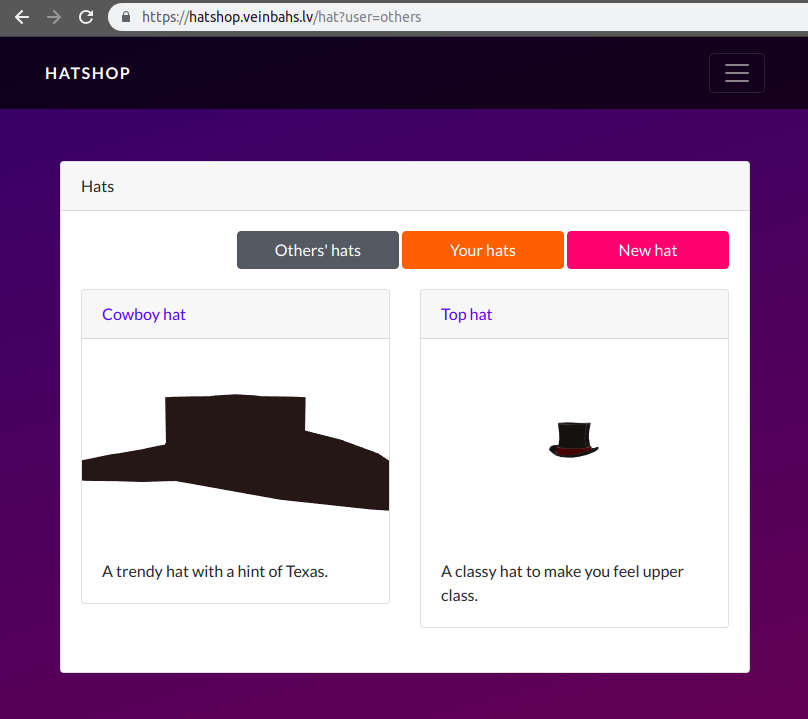 https://hatshop.veinbahs.lv/hat?user=others
HATSHOP
Hats
Others' hats Your hats New hat
Cowboy hat Top hat
A trendy hat with a hint of Texas. A classy hat to make you feel upper
class.